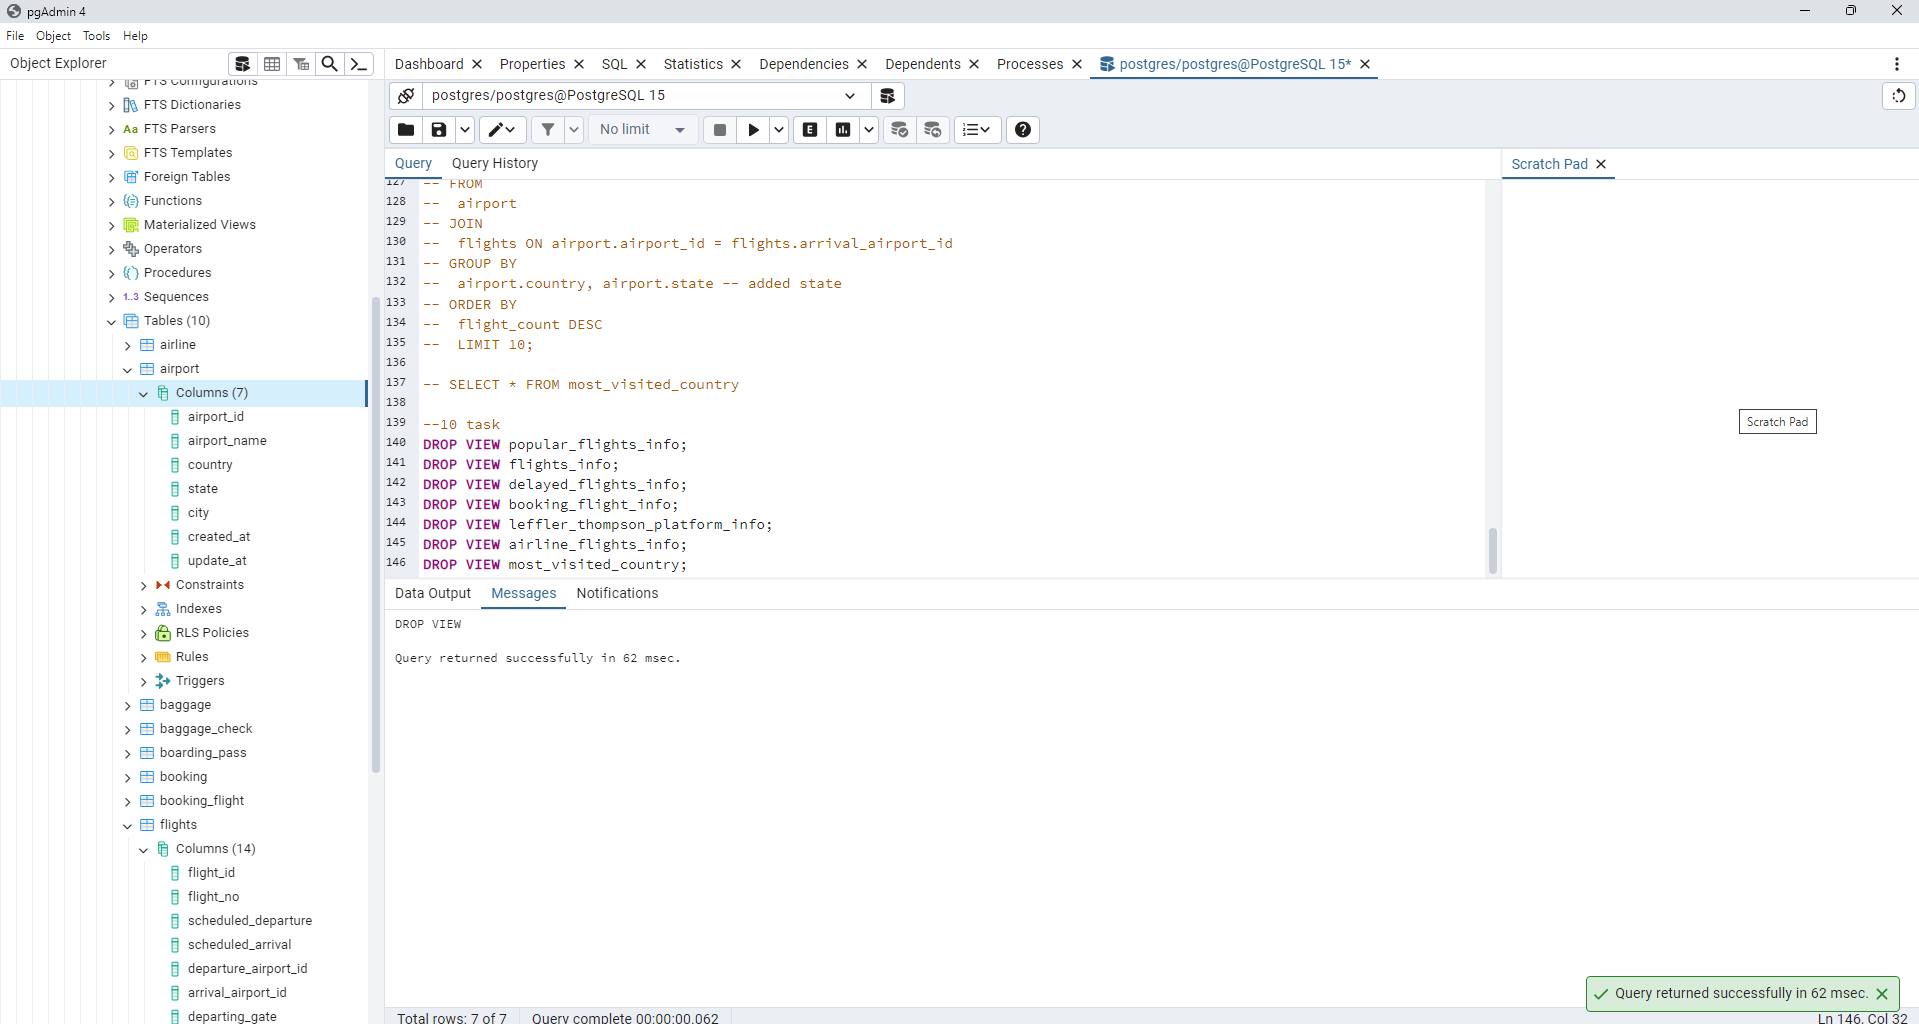 pgAdmin 4
File Object Tools Help
Object Explorer
Dashboard Properties SQL Statistics Dependencies Dependents Processes postgres/postgres@PostgreSQL 15*
FTS Configurations
FTS Dictionaries
Aa FTS Parsers
FTS Templates
Foreign Tables
Functions
Materialized Views
Operators
Procedures
1..3 Sequences
Tables (10)
airline
airport
Columns (7)
airport_id
airport_name
country
state
city
created_at
update_at
Constraints
Indexes
RLS Policies
Rules
Triggers
baggage
baggage_check
boarding_pass
booking
booking_flight
flights
Columns (14)
flight_id
flight_no
scheduled_departure
scheduled_arrival
departure_airport_id
arrival_airport_id
departing_gate
postgres/postgres@PostgreSQL 15
No limit E
Query Query History
127 -- FROM
128 -- airport
129 -- JOIN
130 -- flights ON airport.airport_id = flights.arrival_airport_id
131 -- GROUP BY
132 -- airport.country, airport.state -- added state
133 -- ORDER BY
134 -- flight_count DESC
135 -- LIMIT 10;
136
137 -- SELECT * FROM most_visited_country
138
139 --10 task
140 DROP VIEW popular_flights_info;
141 DROP VIEW flights_info;
142 DROP VIEW delayed_flights_info;
143 DROP VIEW booking_flight_info;
144 DROP VIEW leffler_thompson_platform_info;
145 DROP VIEW airline_flights_info;
146 DROP VIEW most_visited_country;
Scratch Pad
Scratch Pad
Data Output Messages Notifications
DROP VIEW
Query returned successfully in 62 msec.
Query returned successfully in 62 msec.
Total rows: 7 of 7 Query complete 00:00:00.062 Ln 146, Col 32